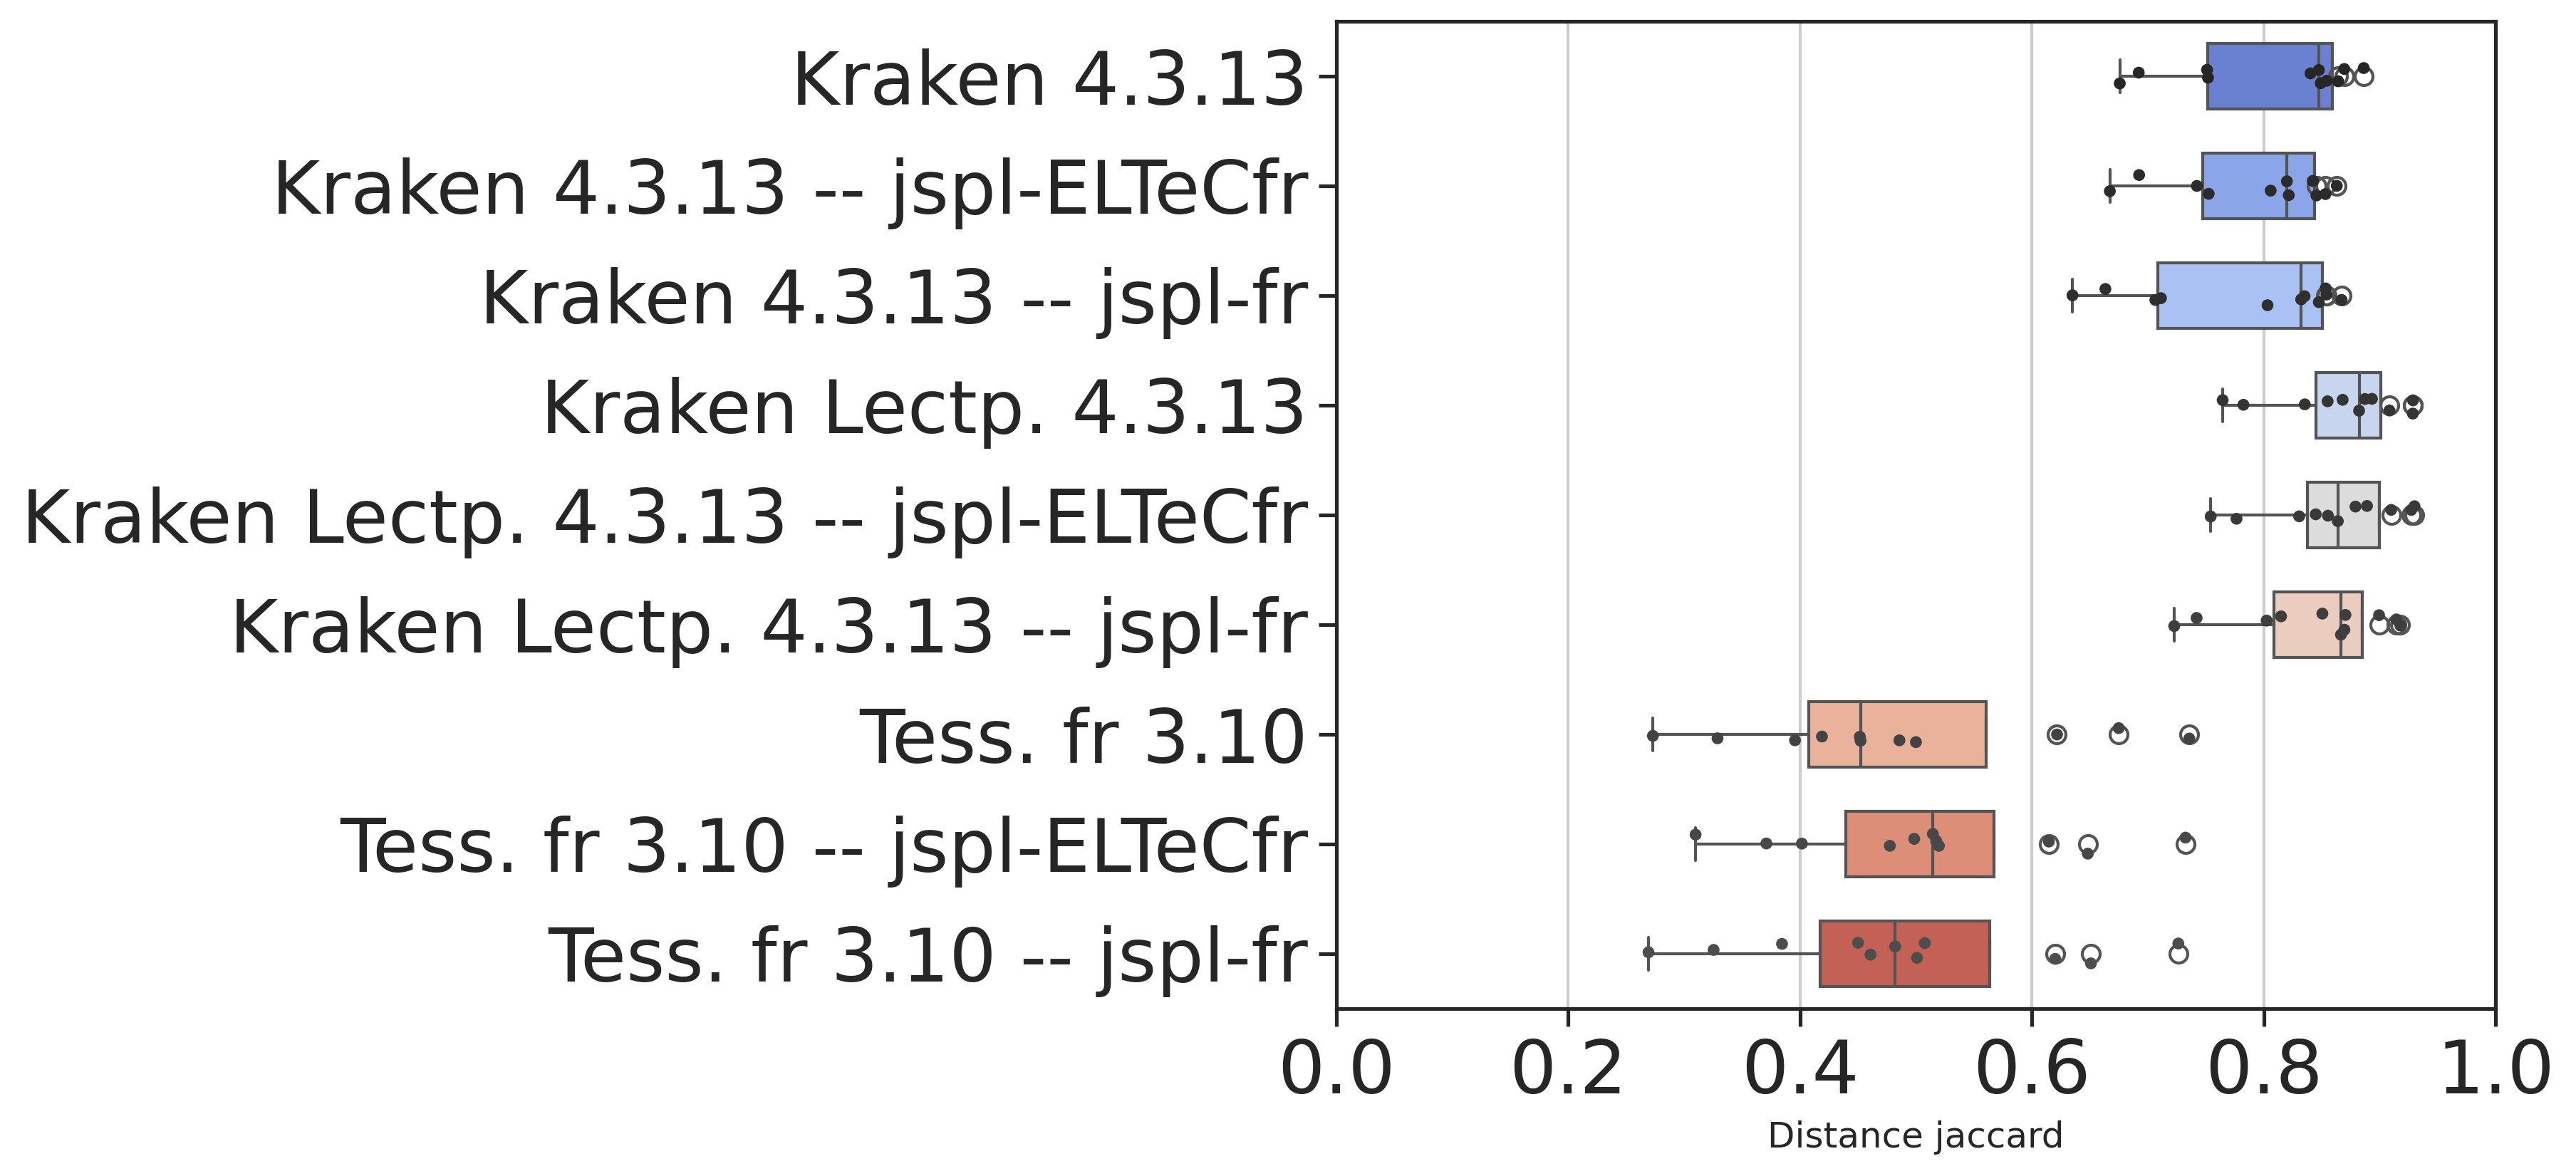 Kraken 4.3.13
Kraken 4.3.13 -- jspl-ELTeCfr
Kraken 4.3.13 -- jspl-fr
Kraken Lectp. 4.3.13
Kraken Lectp. 4.3.13 -- jspl-ELTeCfr
Kraken Lectp. 4.3.13 -- jspl-fr
Tess. fr 3.10
Tess. fr 3.10 -- jspl-ELTeCfr
Tess. fr 3.10 -- jspl-fr
0.0 0.2 0.4 0.6 0.8 1.0
Distance jaccard